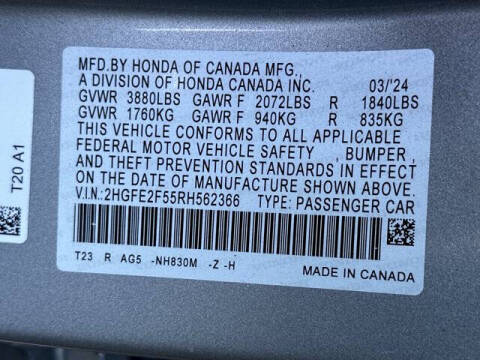 MFD.BY HONDA OF CANADA MFG.,
A DIVISION OF HONDA CANADA INC. 03/'24
GVWR 3880LBS GAWR F 2072LBS R 1840LBS
GVWR 1760KG GAWR F 940KG R 835KG
THIS VEHICLE CONFORMS TO ALL APPLICABLE
FEDERAL MOTOR VEHICLE SAFETY , BUMPER ,
AND THEFT PREVENTION STANDARDS IN EFFECT
ON THE DATE OF MANUFACTURE SHOWN ABOVE.
V.I.N.:2HGFE2F55RH562366 TYPE: PASSENGER CAR
T23 R AG5 -NH830M -Z -H
MADE IN CANADA
T20 A1